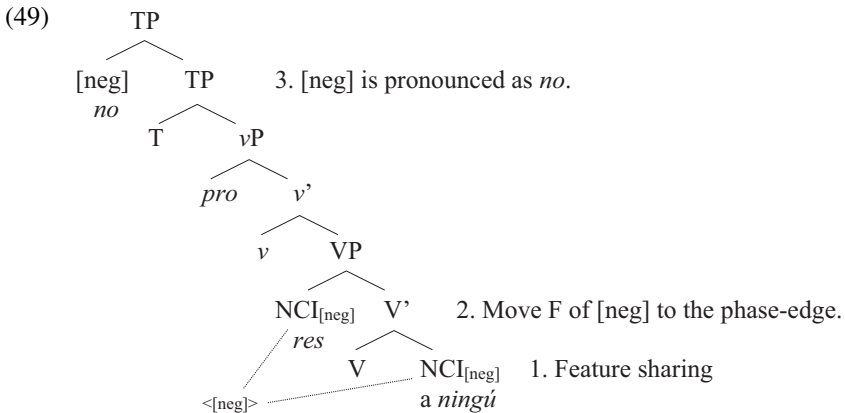 (49) TP
[neg] TP 3. [neg] is pronounced as no.
no
T vP
pro v’
v VP
NCI[neg] V’ 2. Move F of [neg] to the phase-edge.
res
V NCI[neg] 1. Feature sharing
<[neg]> a ningú